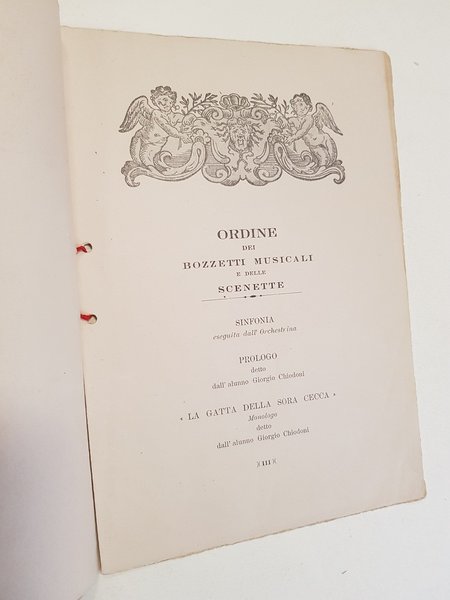 ORDINE
DEI
BOZZETTI MUSICALI
E DELLE
SCENETTE
SINFONIA
eseguita dall' Orchestrina
PROLOGO
detto
dall' alunno Giorgio Chiodoni
« LA GATTA DELLA SORA CECCA »
Monologo
detto
dall' alunno Giorgio Chiodoni
)( III )(